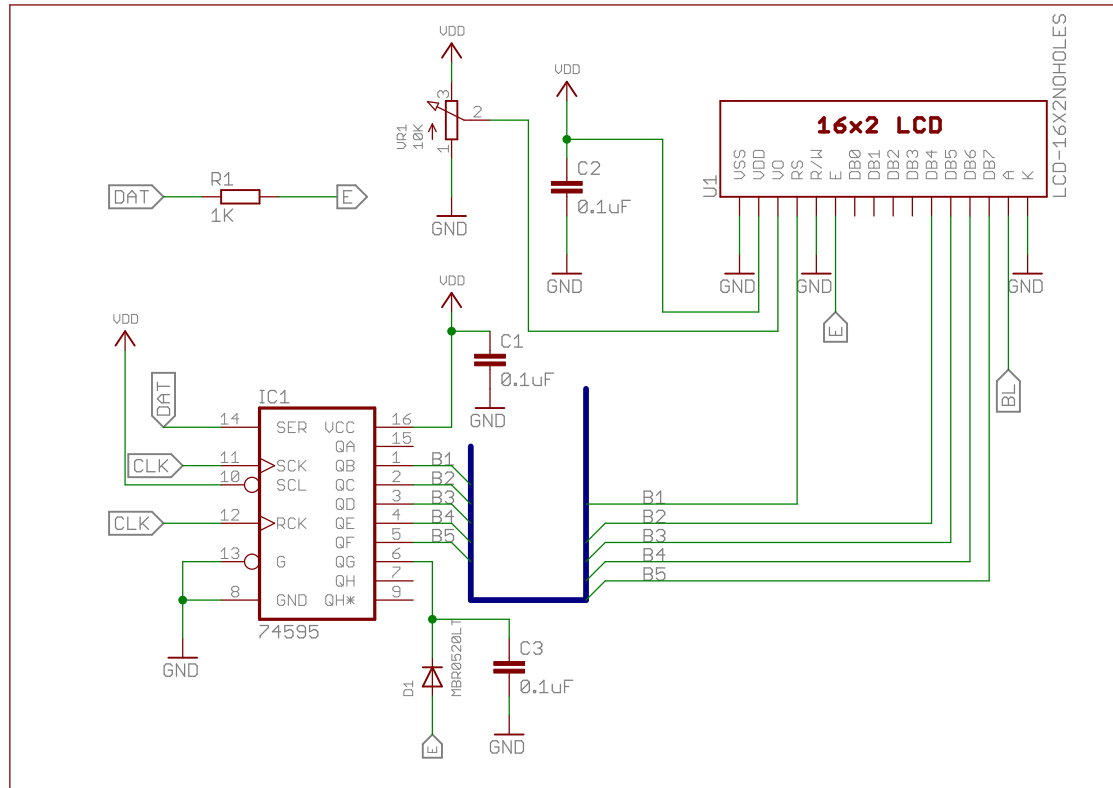 VDD
VDD
3
2
VR1
10K
1
GND
C2
0.1uF
GND
16x2 LCD
LCD-16X2NOHOLES
U1
VSS
VDD
VO
RS
R/W
E
DB0
DB1
DB2
DB3
DB4
DB5
DB6
DB7
A
K
GND
GND
GND
E
BL
DAT
R1
1K
E
VDD
VDD
C1
0.1uF
GND
DAT
IC1
14 SER VCC 16
QA 15
CLK 11 SCK QB 1 B1
10 SCL QC 2 B2
QD 3 B3
CLK 12 RCK QE 4 B4
QF 5 B5
13 G QG 6
QH 7
8 GND QH* 9
74595
GND
B1
B2
B3
B4
B5
D1
MBR0520LT
E
C3
0.1uF
GND